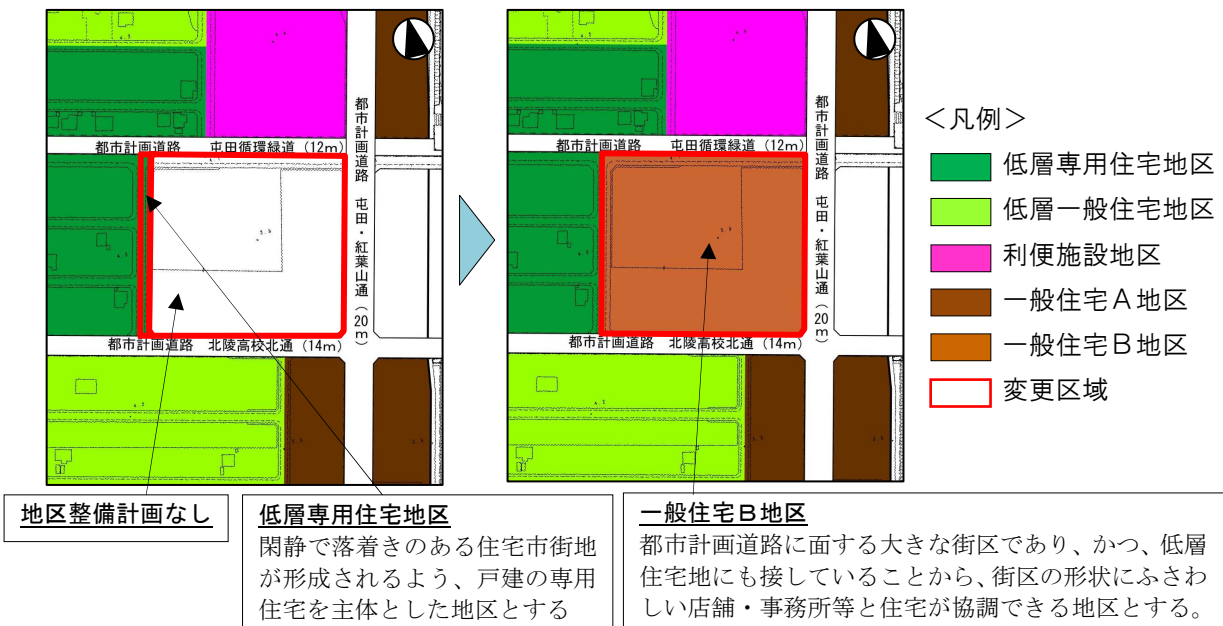 都市計画道路 屯田循環緑道 (12m)
都市計画道路 屯田・紅葉山通 (20m)
都市計画道路 北陵高校北通 (14m)
都市計画道路 屯田循環緑道 (12m)
都市計画道路 屯田・紅葉山通 (20m)
都市計画道路 北陵高校北通 (14m)
＜凡例＞
低層専用住宅地区
低層一般住宅地区
利便施設地区
一般住宅Ａ地区
一般住宅Ｂ地区
変更区域
地区整備計画なし
低層専用住宅地区
閑静で落着きのある住宅市街地
が形成されるよう、戸建の専用
住宅を主体とした地区とする
一般住宅Ｂ地区
都市計画道路に面する大きな街区であり、かつ、低層
住宅地にも接していることから、街区の形状にふさわ
しい店舗・事務所等と住宅が協調できる地区とする。